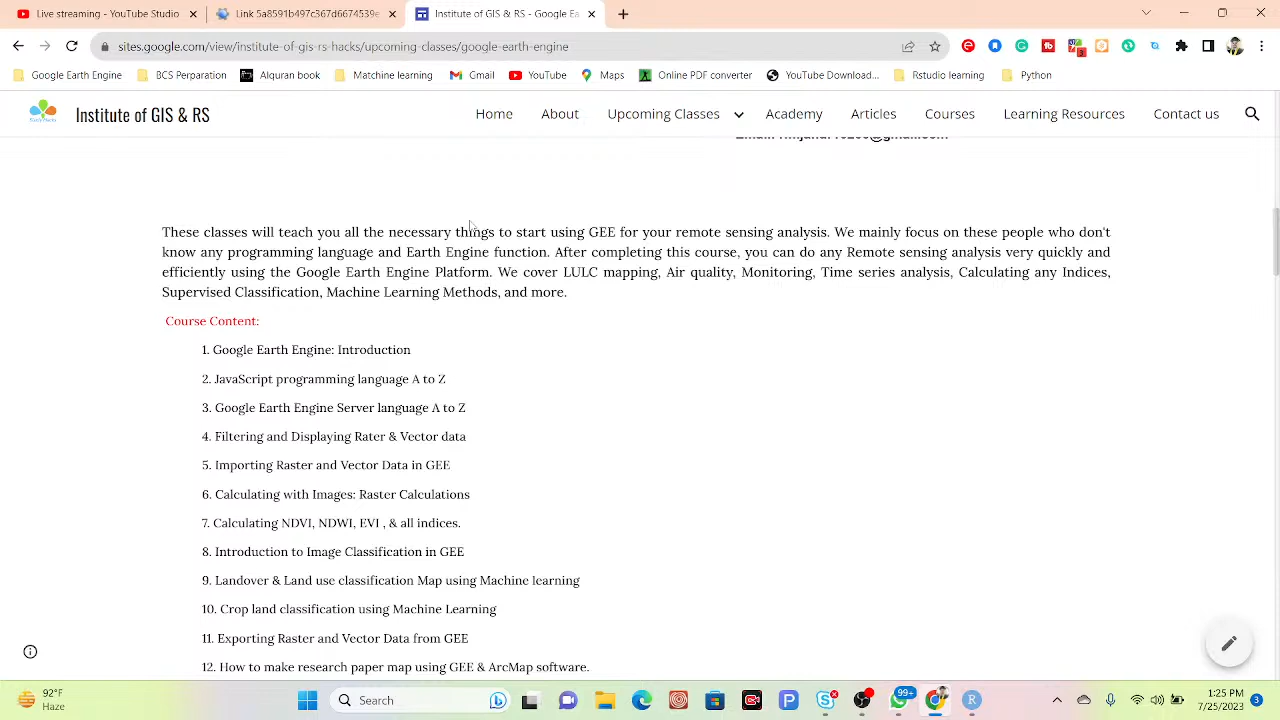 Live streaming - YouTube Studio
Link 5a8591b497c367d6674539e
Institute of GIS & RS - Google Ea
sites.google.com/view/institute-of-gis-rs-hakks/e-learning-classes/google-earth-engine
Google Earth Engine
BCS Perparation
Alquran book
Matchine learning
Gmail
YouTube
Maps
Online PDF converter
YouTube Download...
Rstudio learning
Python
Institute of GIS & RS
Home
About
Upcoming Classes
Academy
Articles
Courses
Learning Resources
Contact us
These classes will teach you all the necessary things to start using GEE for your remote sensing analysis. We mainly focus on these people who don't
know any programming language and Earth Engine function. After completing this course, you can do any Remote sensing analysis very quickly and
efficiently using the Google Earth Engine Platform. We cover LULC mapping, Air quality, Monitoring, Time series analysis, Calculating any Indices,
Supervised Classification, Machine Learning Methods, and more.
Course Content:
1. Google Earth Engine: Introduction
2. JavaScript programming language A to Z
3. Google Earth Engine Server language A to Z
4. Filtering and Displaying Rater & Vector data
5. Importing Raster and Vector Data in GEE
6. Calculating with Images: Raster Calculations
7. Calculating NDVI, NDWI, EVI , & all indices.
8. Introduction to Image Classification in GEE
9. Landover & Land use classification Map using Machine learning
10. Crop land classification using Machine Learning
11. Exporting Raster and Vector Data from GEE
12. How to make research paper map using GEE & ArcMap software.
92°F
Haze
Search
99+
1:25 PM
7/25/2023
3